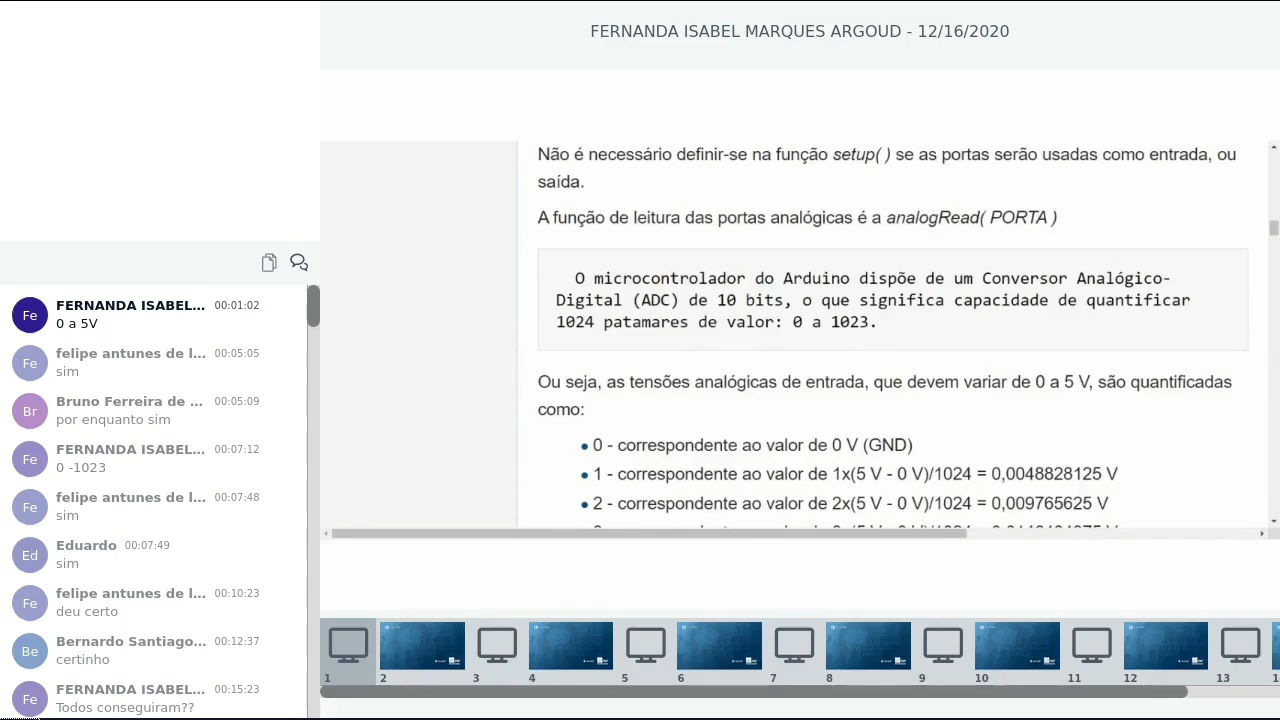 FERNANDA ISABEL MARQUES ARGOUD - 12/16/2020
FERNANDA ISABEL... 00:01:02
0 a 5V
felipe antunes de l... 00:05:05
sim
Bruno Ferreira de ... 00:05:09
por enquanto sim
FERNANDA ISABEL... 00:07:12
0 -1023
felipe antunes de l... 00:07:48
sim
Eduardo 00:07:49
sim
felipe antunes de l... 00:10:23
deu certo
Bernardo Santiago... 00:12:37
certinho
FERNANDA ISABEL... 00:15:23
Todos conseguiram??
Fe
Fe
Br
Fe
Fe
Ed
Fe
Be
Fe
Não é necessário definir-se na função setup( ) se as portas serão usadas como entrada, ou
saída.
A função de leitura das portas analógicas é a analogRead( PORTA )
O microcontrolador do Arduino dispõe de um Conversor Analógico-
Digital (ADC) de 10 bits, o que significa capacidade de quantificar
1024 patamares de valor: 0 a 1023.
Ou seja, as tensões analógicas de entrada, que devem variar de 0 a 5 V, são quantificadas
como:
• 0 - correspondente ao valor de 0 V (GND)
• 1 - correspondente ao valor de 1x(5 V - 0 V)/1024 = 0,0048828125 V
• 2 - correspondente ao valor de 2x(5 V - 0 V)/1024 = 0,009765625 V
1 2 3 4 5 6 7 8 9 10 11 12 13